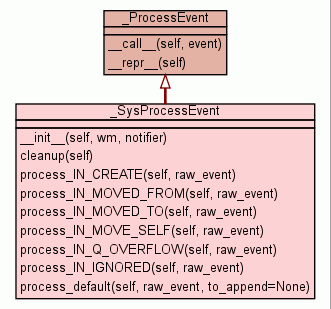 _ProcessEvent
__call__(self, event)
__repr__(self)
_SysProcessEvent
__init__(self, wm, notifier)
cleanup(self)
process_IN_CREATE(self, raw_event)
process_IN_MOVED_FROM(self, raw_event)
process_IN_MOVED_TO(self, raw_event)
process_IN_MOVE_SELF(self, raw_event)
process_IN_Q_OVERFLOW(self, raw_event)
process_IN_IGNORED(self, raw_event)
process_default(self, raw_event, to_append=None)